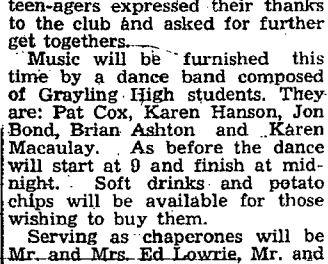 teen-agers expressed their thanks
to the club and asked for further
get togethers.
Music will be furnished this
time by a dance band composed
of Grayling High students. They
are: Pat Cox, Karen Hanson, Jon
Bond, Brian Ashton and Karen
Macaulay. As before the dance
will start at 9 and finish at mid-
night. Soft drinks and potato
chips will be available for those
wishing to buy them.
Serving as chaperones will be
Mr. and Mrs. Ed Lowrie, Mr. and